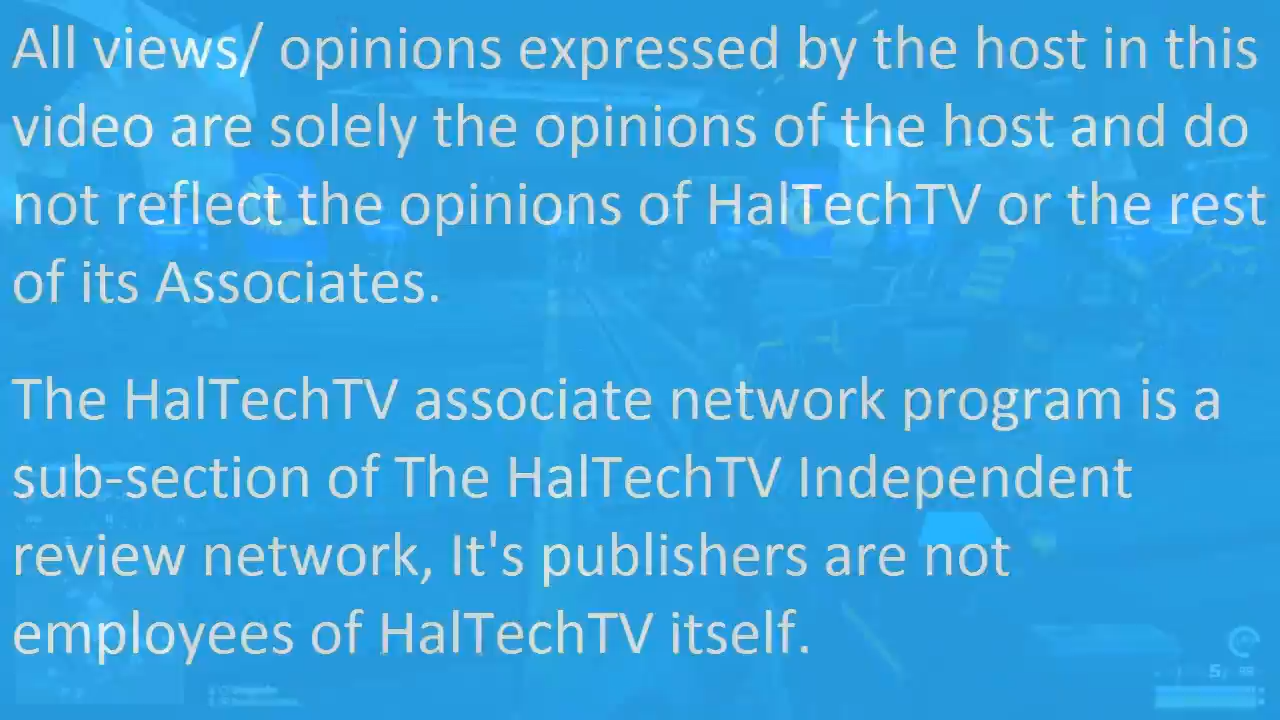 All views/ opinions expressed by the host in this
video are solely the opinions of the host and do
not reflect the opinions of HalTechTV or the rest
of its Associates.
The HalTechTV associate network program is a
sub-section of The HalTechTV Independent
review network, It's publishers are not
employees of HalTechTV itself.